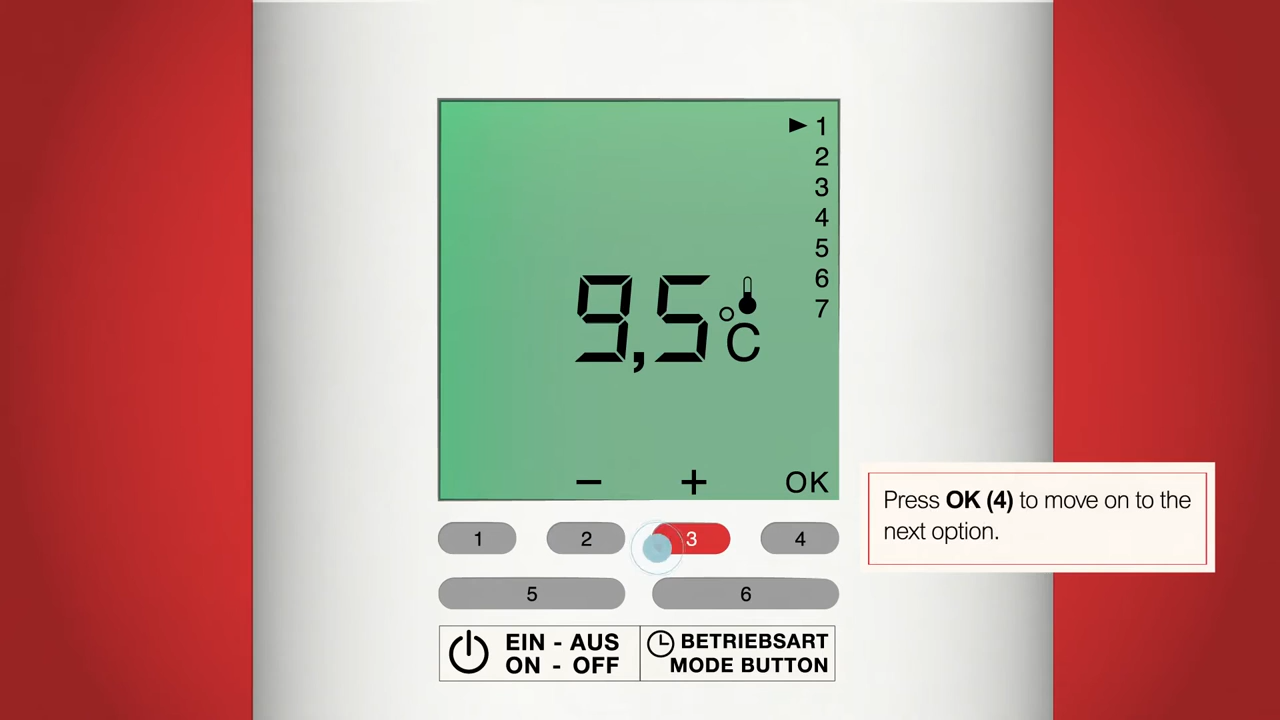 ► 1
2
3
4
5
6
7
9,5 °C
− + OK
Press OK (4) to move on to the
next option.
1 2 3 4
5 6
EIN - AUS
ON - OFF
BETRIEBSART
MODE BUTTON